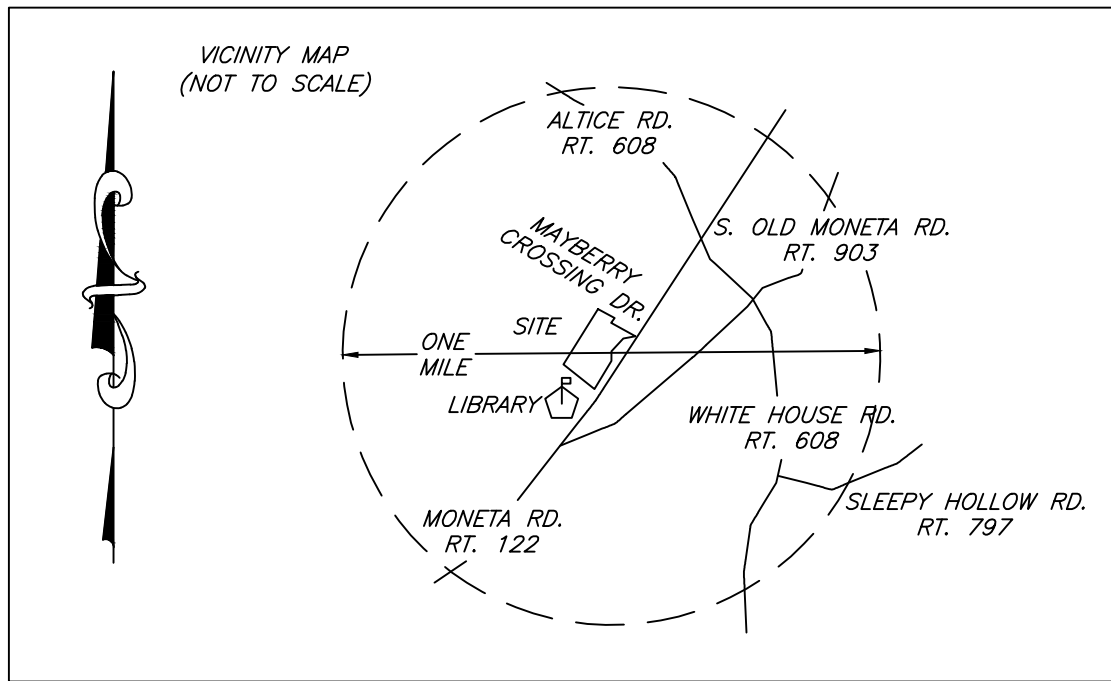 VICINITY MAP
(NOT TO SCALE)
ALTICE RD.
RT. 608
S. OLD MONETA RD.
RT. 903
MAYBERRY
CROSSING DR.
SITE
ONE
MILE
LIBRARY
WHITE HOUSE RD.
RT. 608
MONETA RD.
RT. 122
SLEEPY HOLLOW RD.
RT. 797